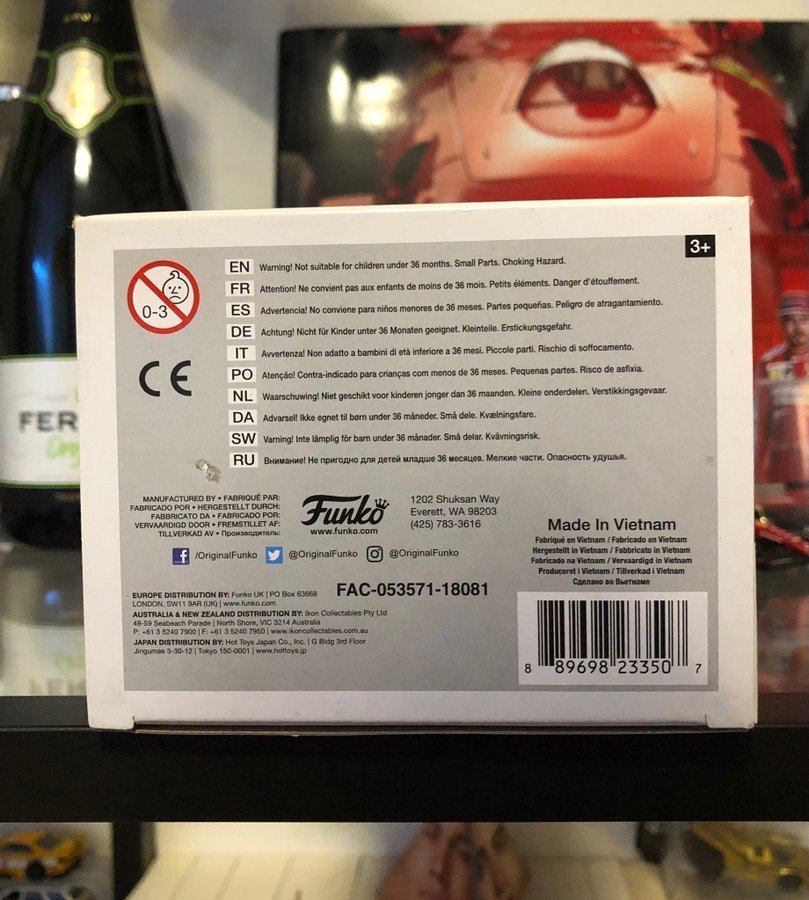 3+
0-3
EN Warning! Not suitable for children under 36 months. Small Parts. Choking Hazard.
FR Attention! Ne convient pas aux enfants de moins de 36 mois. Petits éléments. Danger d'étouffement.
ES Advertencia! No conviene para niños menores de 36 meses. Partes pequeñas. Peligro de atragantamiento.
DE Achtung! Nicht für Kinder unter 36 Monaten geeignet. Kleinteile. Erstickungsgefahr.
IT Avvertenza! Non adatto a bambini di età inferiore a 36 mesi. Piccole parti. Rischio di soffocamento.
PO Atenção! Contra-indicado para crianças com menos de 36 meses. Pequenas partes. Risco de asfixia.
NL Waarschuwing! Niet geschikt voor kinderen jonger dan 36 maanden. Kleine onderdelen. Verstikkingsgevaar.
DA Advarsel! Ikke egnet til børn under 36 måneder. Små dele. Kvælningsfare.
SW Varning! Inte lämplig för barn under 36 månader. Små delar. Kvävningsrisk.
RU Внимание! Не пригодно для детей младше 36 месяцев. Мелкие части. Опасность удушья.
CE
MANUFACTURED BY • FABRIQUÉ PAR:
FABRICADO POR • HERGESTELLT DURCH:
FABBRICATO DA • FABRICADO POR:
VERVAARDIGD DOOR • FREMSTILLET AF:
TILLVERKAD AV • Производитель:
Funko
www.funko.com
1202 Shuksan Way
Everett, WA 98203
(425) 783-3616
/OriginalFunko @OriginalFunko @OriginalFunko
Made In Vietnam
Fabriqué en Vietnam / Fabricado en Vietnam
Hergestellt in Vietnam / Fabbricato in Vietnam
Fabricado na Vietnam / Vervaardigd in Vietnam
Produceret i Vietnam / Tillverkad i Vietnam
Сделано во Вьетнаме
FAC-053571-18081
EUROPE DISTRIBUTION BY: Funko UK | PO Box 63668
LONDON, SW11 9AR (UK) | www.funko.com
AUSTRALIA & NEW ZEALAND DISTRIBUTION BY: Ikon Collectables Pty Ltd
49-59 Seabeach Parade | North Shore, VIC 3214 Australia
P: +61 3 5240 7900 | F: +61 3 5240 7950 | www.ikoncollectables.com.au
JAPAN DISTRIBUTION BY: Hot Toys Japan Co., Inc. | G Bldg 3rd Floor
Jingumae 3-30-12 | Tokyo 150-0001 | www.hottoys.jp
8 89698 23350 7
FER